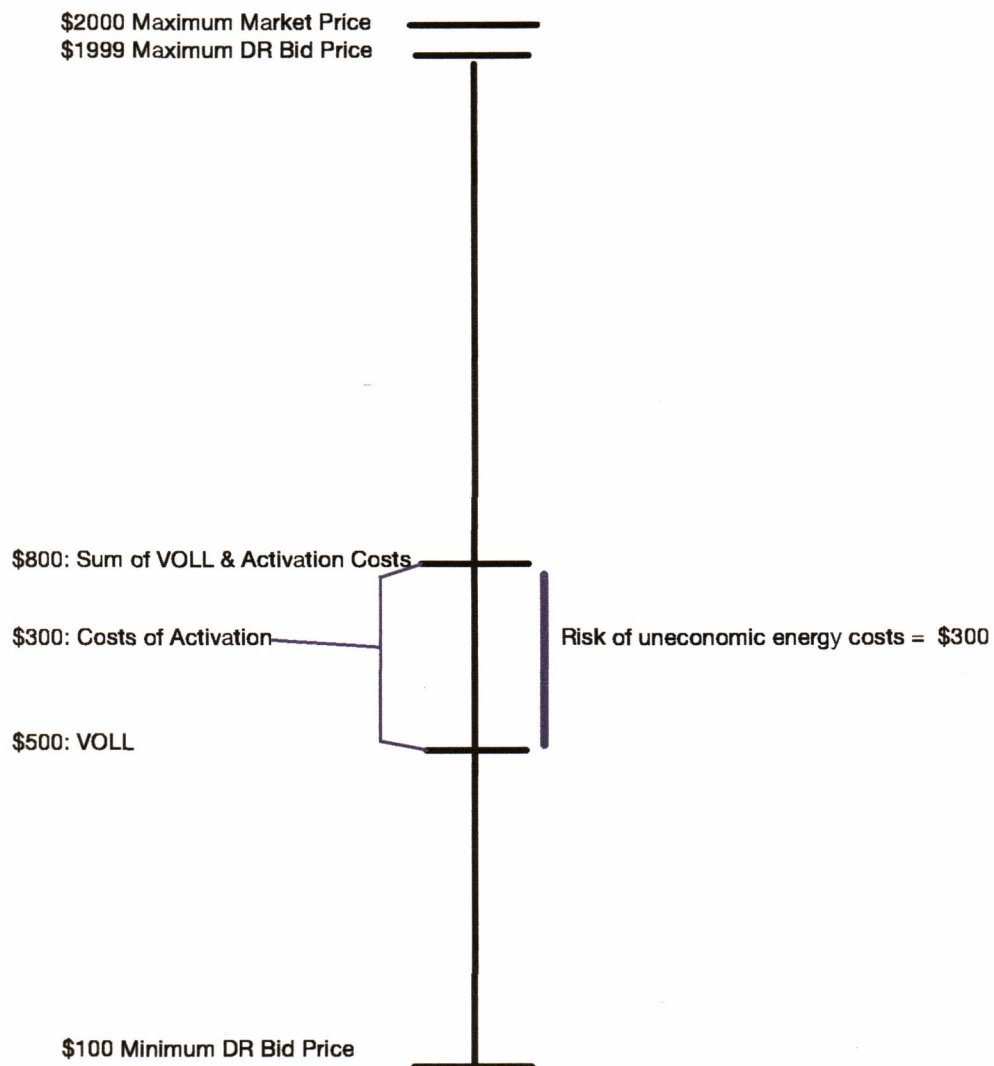 $2000 Maximum Market Price
$1999 Maximum DR Bid Price
$800: Sum of VOLL & Activation Costs
$300: Costs of Activation
Risk of uneconomic energy costs = $300
$500: VOLL
$100 Minimum DR Bid Price